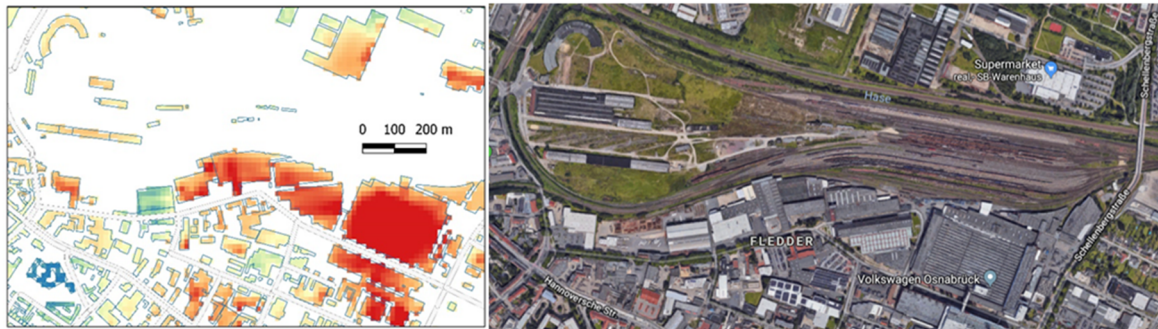 0 100 200 m
Supermarket
real,- SB-Warenhaus
Hase
Schellenbergstraße
Schellenbergstraße
FLEDDER
Volkswagen Osnabrück
Hannoversche Str.